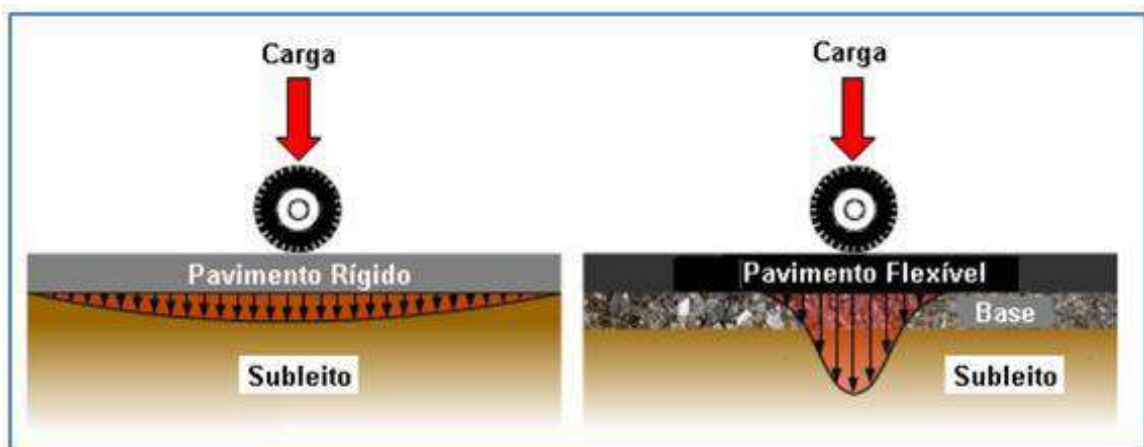 Carga
Pavimento Rígido
Subleito
Carga
Pavimento Flexível
Base
Subleito